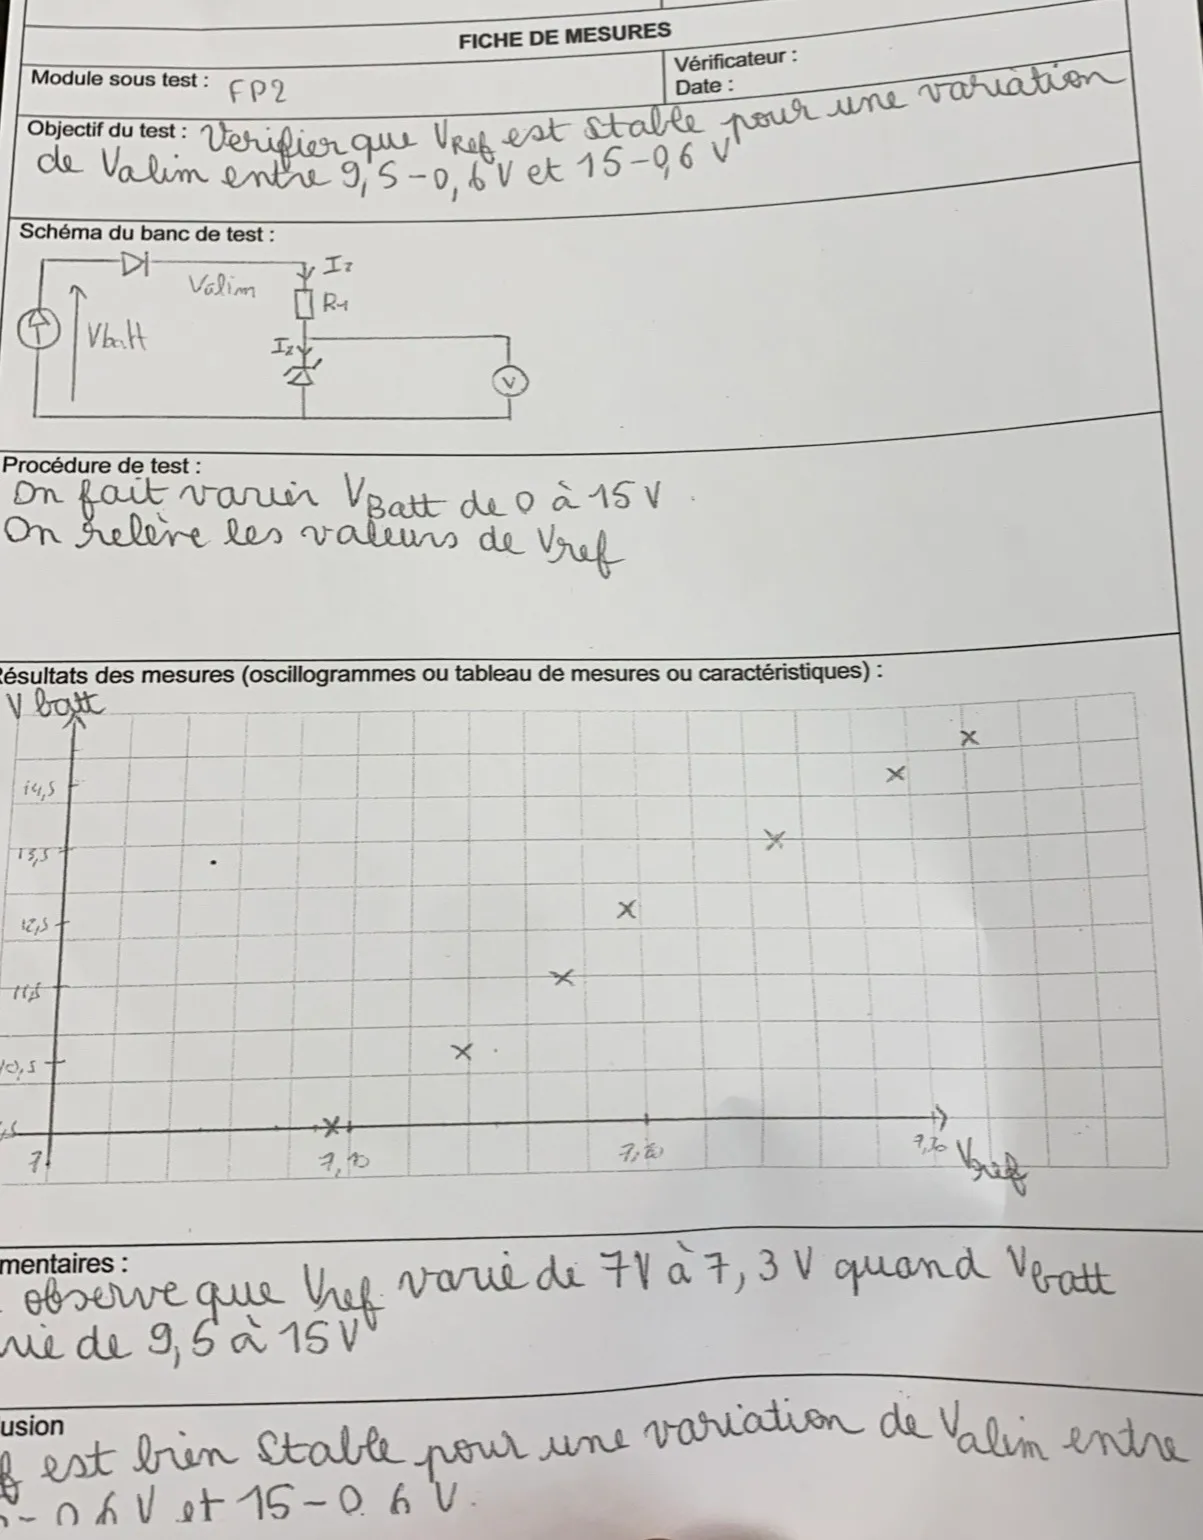 FICHE DE MESURES
Module sous test : FP2
Vérificateur :
Date :
Objectif du test : Verifier que VRef est stable pour une variation
de Valim entre 9,5-0,6 V et 15-0,6 V
Schéma du banc de test :
Valim
Iz
R1
Vbatt
Iz
V
Procédure de test :
On fait varier VBatt de 0 à 15 V
On relève les valeurs de Vref
ésultats des mesures (oscillogrammes ou tableau de mesures ou caractéristiques) :
V batt
14,5
13,5
12,5
11,5
10,5
,5
7
7,10
7,20
7,30
Vref
mentaires :
observe que Vref varie de 7V à 7,3 V quand Vbatt
rie de 9,5 à 15 V
usion
f est bien stable pour une variation de Valim entre
- 0 6 V et 15 - 0. 6 V.